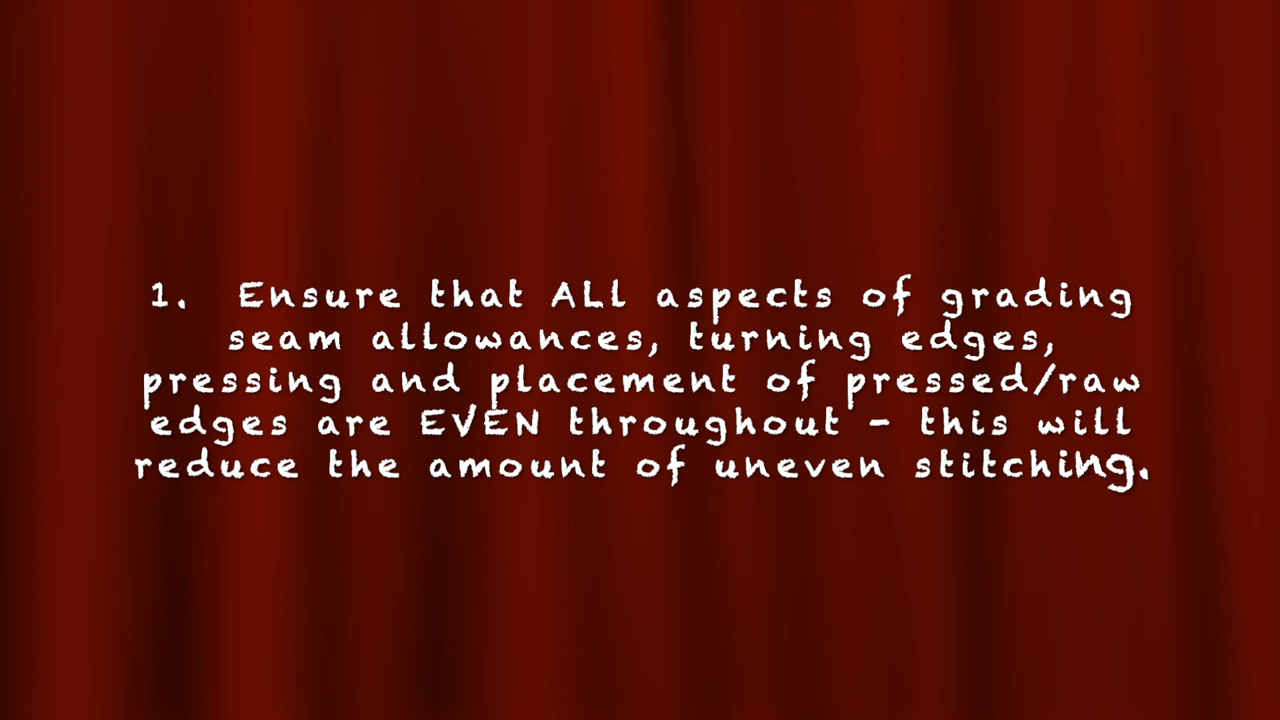 1.  Ensure that ALL aspects of grading
seam allowances, turning edges,
pressing and placement of pressed/raw
edges are EVEN throughout - this will
reduce the amount of uneven stitching.